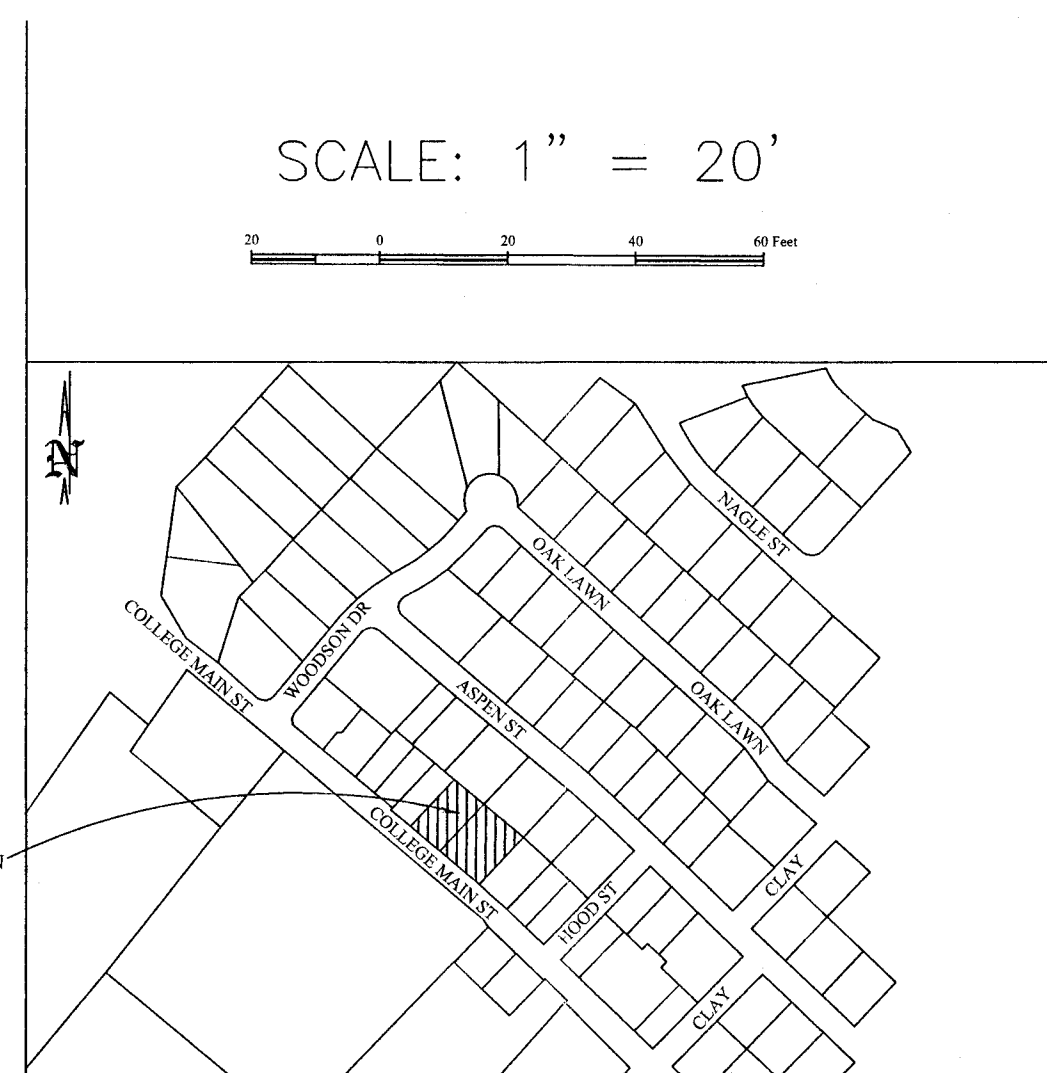 SCALE: 1” = 20’
20 0 20 40 60 Feet
N
NAGLE ST
OAK LAWN
COLLEGE MAIN ST
WOODSON DR
ASPEN ST
OAK LAWN
COLLEGE MAIN ST
CLAY
HOOD ST
CLAY